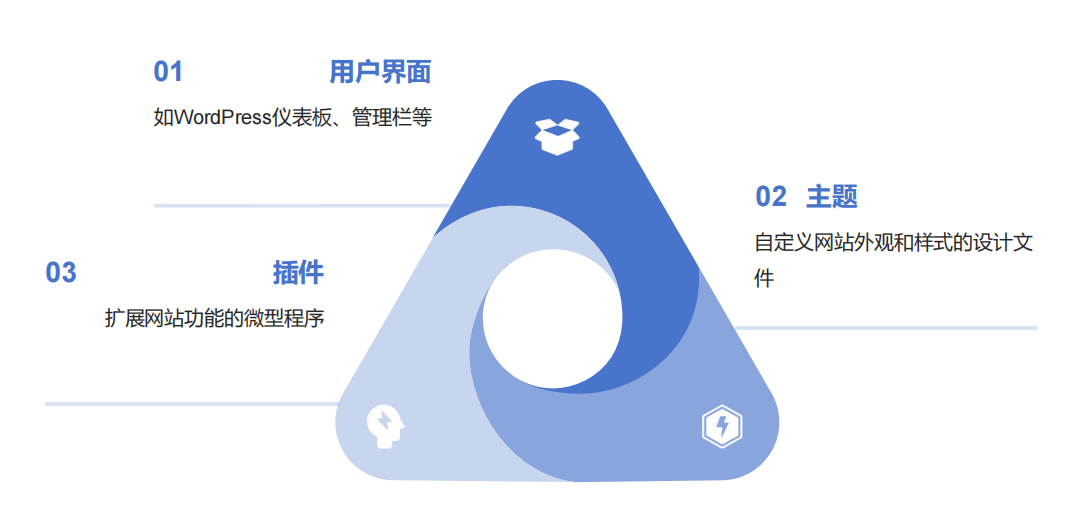 01 用户界面
如WordPress仪表板、管理栏等
02 主题
自定义网站外观和样式的设计文
件
03 插件
扩展网站功能的微型程序